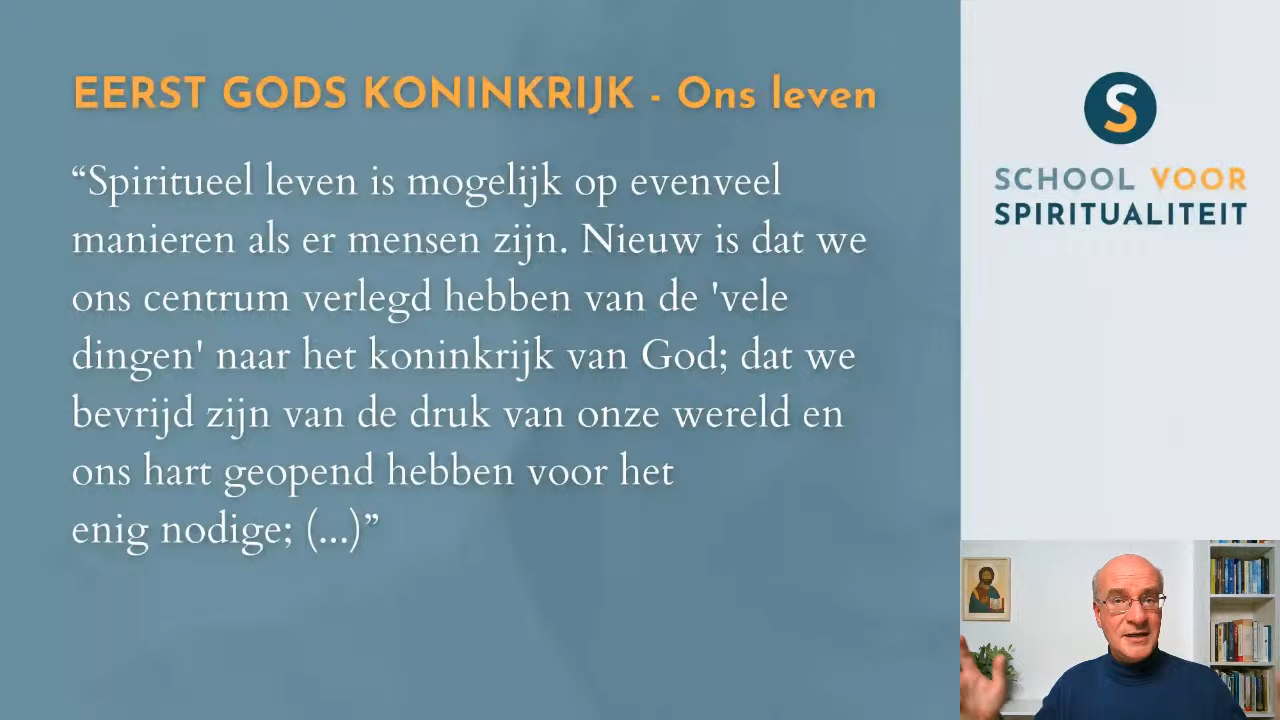 EERST GODS KONINKRIJK - Ons leven
“Spiritueel leven is mogelijk op evenveel
manieren als er mensen zijn. Nieuw is dat we
ons centrum verlegd hebben van de 'vele
dingen' naar het koninkrijk van God; dat we
bevrijd zijn van de druk van onze wereld en
ons hart geopend hebben voor het
enig nodige; (...)”
S
SCHOOL VOOR
SPIRITUALITEIT